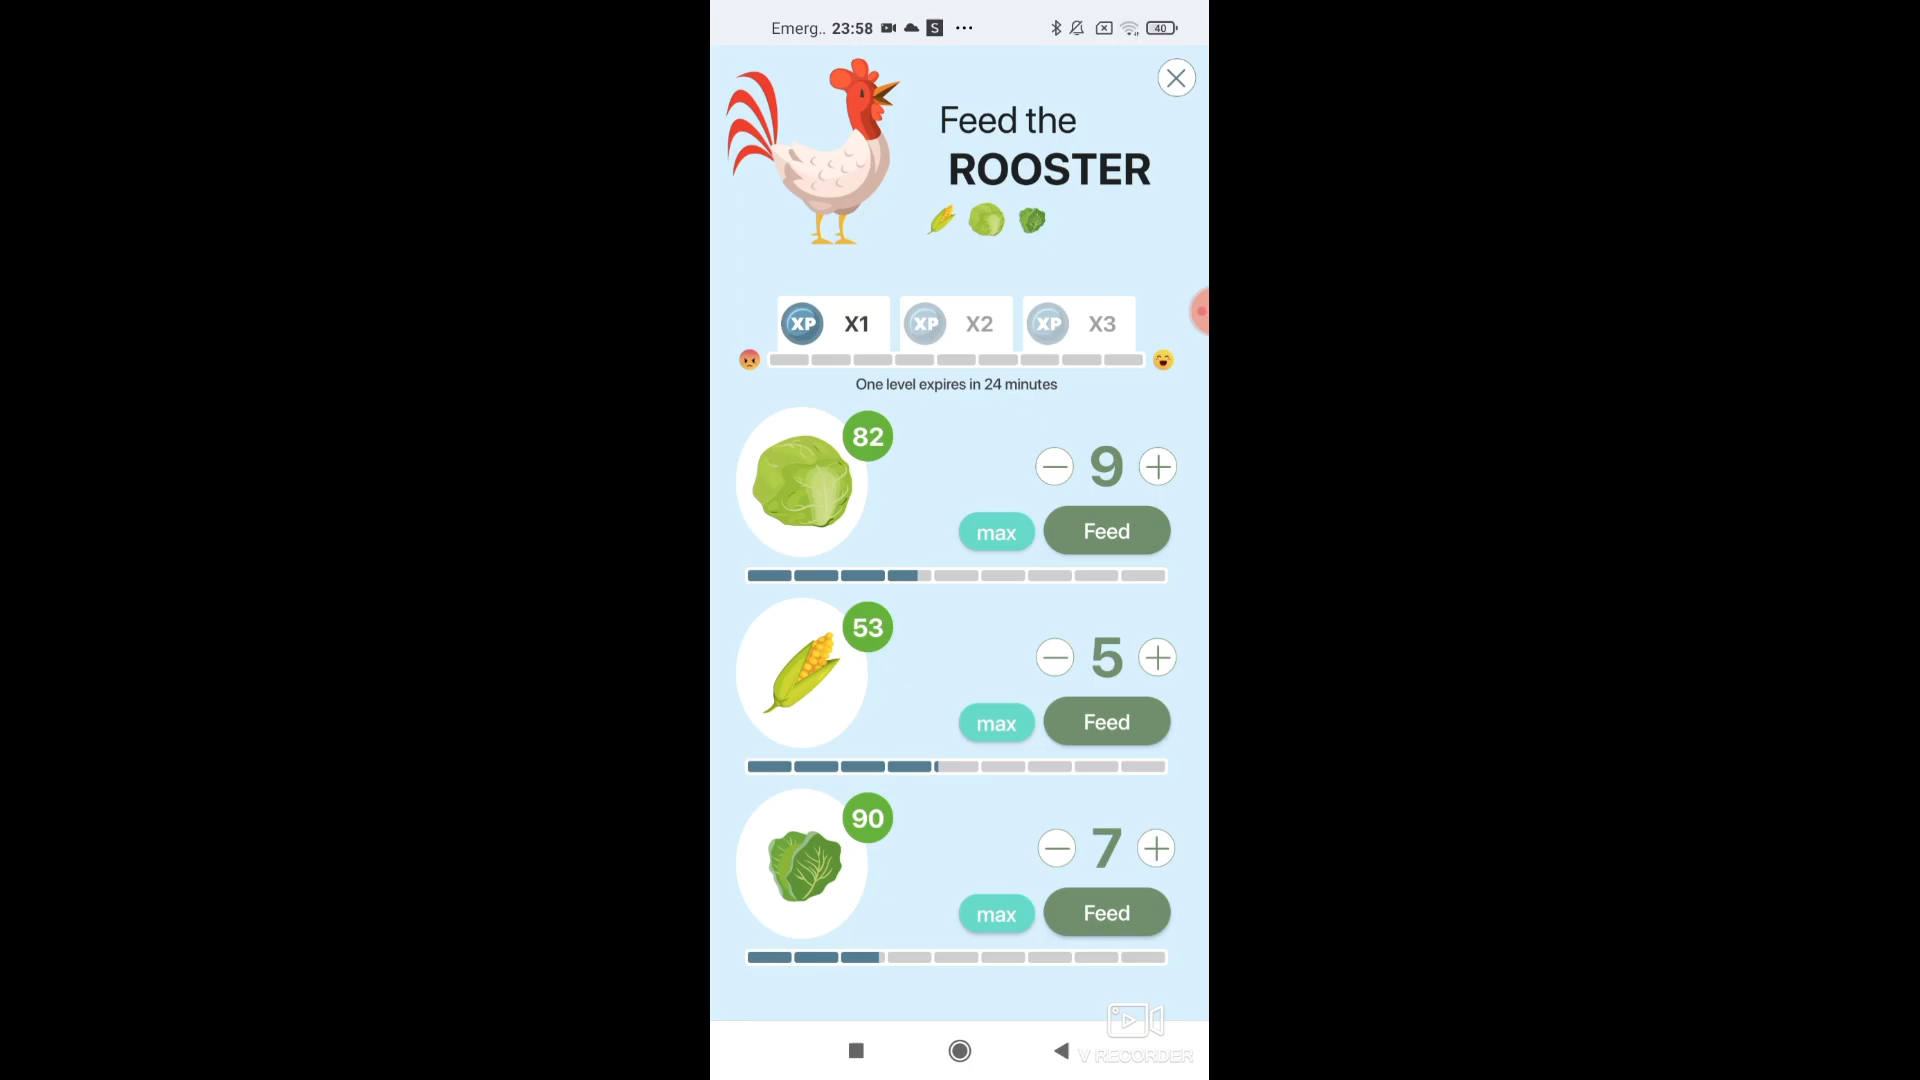 Emerg.. 23:58 S ... 40
Feed the
ROOSTER
XP X1 XP X2 XP X3
One level expires in 24 minutes
82
9
max Feed
53
5
max Feed
90
7
max Feed
V RECORDER